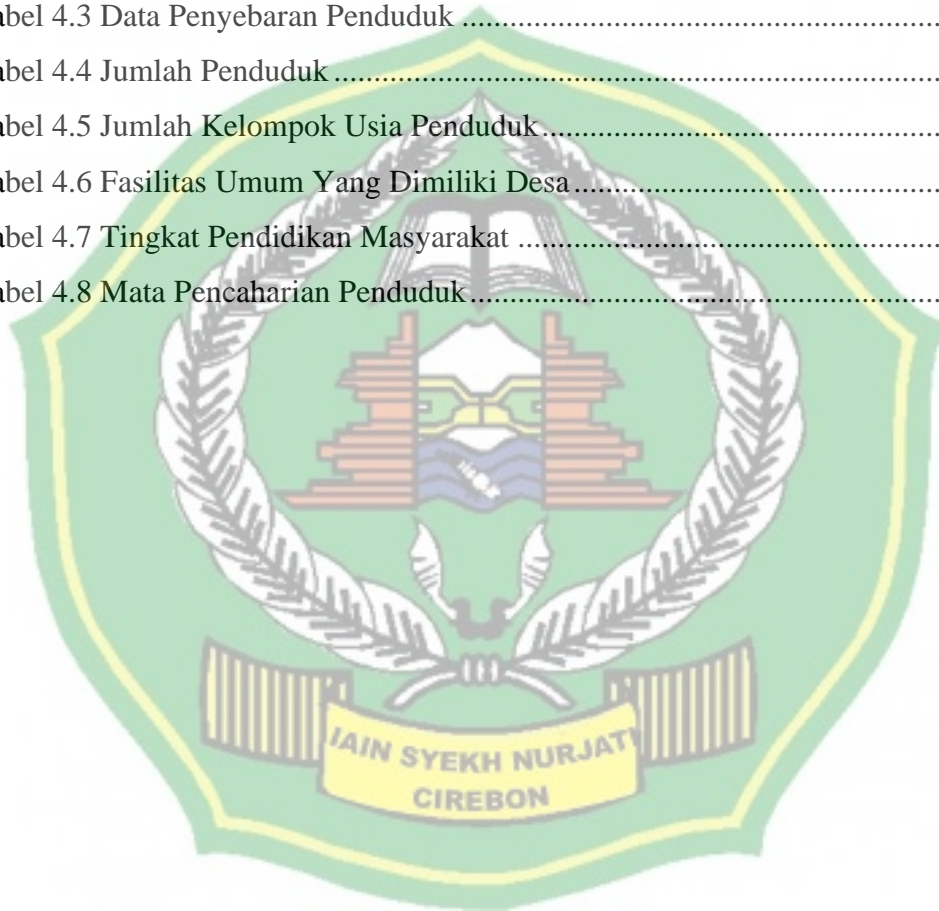 abel 4.3 Data Penyebaran Penduduk ........................................................
abel 4.4 Jumlah Penduduk ........................................................................
abel 4.5 Jumlah Kelompok Usia Penduduk ...............................................
abel 4.6 Fasilitas Umum Yang Dimiliki Desa ...........................................
abel 4.7 Tingkat Pendidikan Masyarakat ..................................................
abel 4.8 Mata Pencaharian Penduduk ........................................................
IAIN SYEKH NURJATI
CIREBON